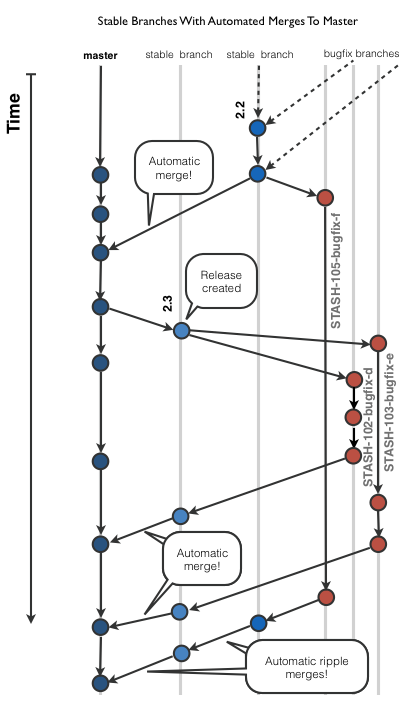 Stable Branches With Automated Merges To Master
master
stable branch
stable branch
bugfix branches
Time
2.2
Automatic
merge!
STASH-105-bugfix-f
Release
created
2.3
STASH-102-bugfix-d
STASH-103-bugfix-e
Automatic
merge!
Automatic ripple
merges!